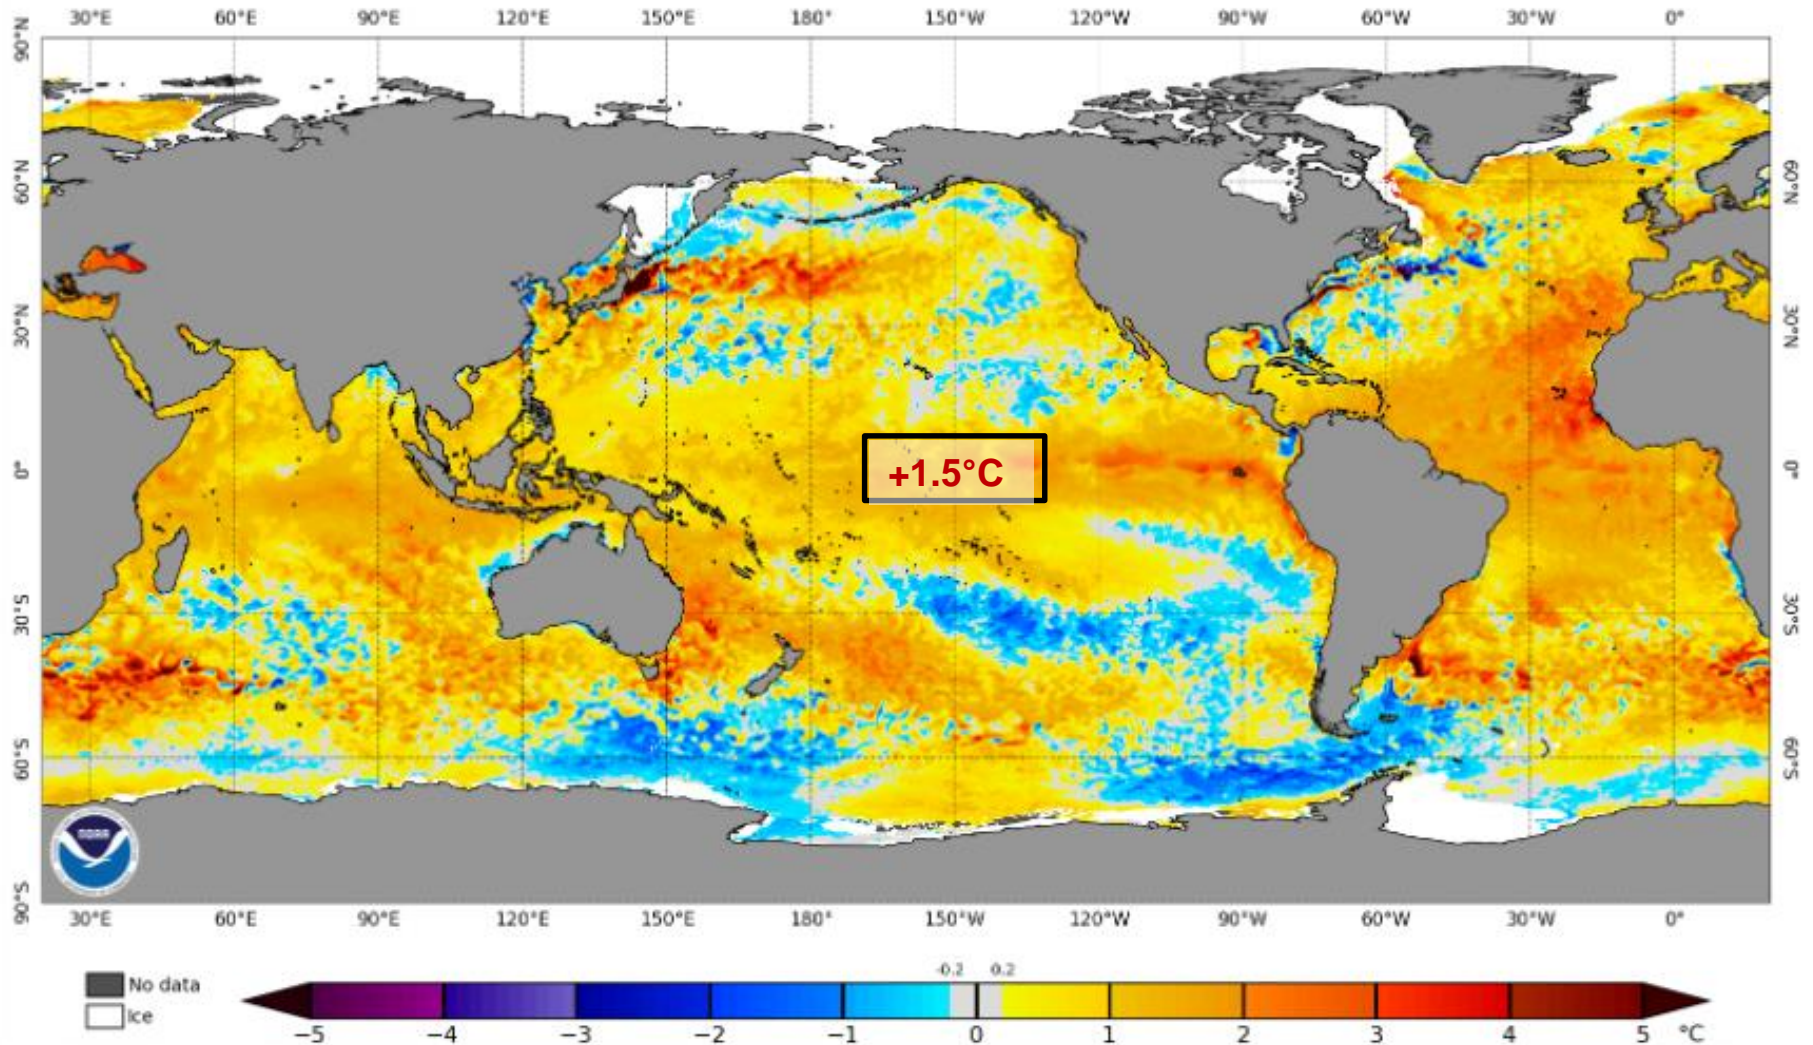 30°E 60°E 90°E 120°E 150°E 180° 150°W 120°W 90°W 60°W 30°W 0°
90°N
60°N 60°N
30°N 30°N
0° 0°
+1.5°C
30°S 30°S
60°S 60°S
NOAA
90°S
30°E 60°E 90°E 120°E 150°E 180° 150°W 120°W 90°W 60°W 30°W 0°
-0.2 0.2
No data
Ice
−5 −4 −3 −2 −1 0 1 2 3 4 5 °C